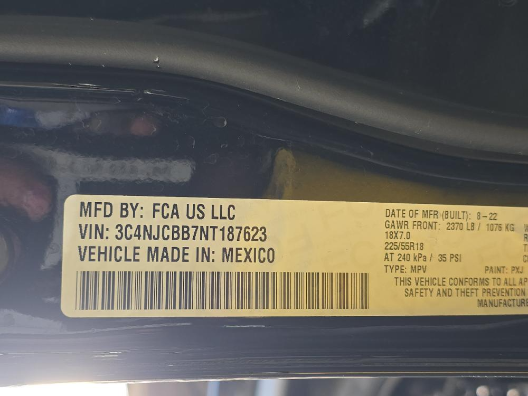 MFD BY: FCA US LLC
VIN: 3C4NJCBB7NT187623
VEHICLE MADE IN: MEXICO
DATE OF MFR (BUILT): 8-22
GAWR FRONT: 2370 LB / 1076 KG W
18X7.0
225/55R18
AT 240 kPa / 35 PSI
TYPE: MPV PAINT: PXJ
THIS VEHICLE CONFORMS TO ALL AP
SAFETY AND THEFT PREVENTION
MANUFACTURE